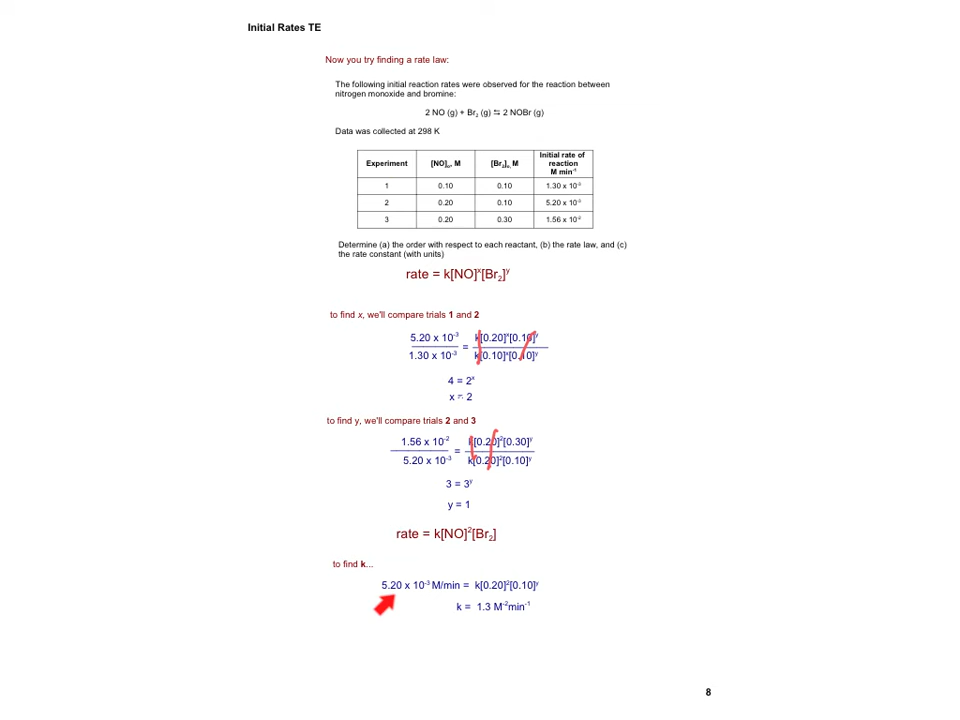 Initial Rates TE
Now you try finding a rate law:
The following initial reaction rates were observed for the reaction between
nitrogen monoxide and bromine:
2 NO (g) + Br₂ (g) ⇆ 2 NOBr (g)
Data was collected at 298 K
Experiment [NO]₀, M [Br₂]₀, M Initial rate of reaction M min⁻¹
1 0.10 0.10 1.30 x 10⁻³
2 0.20 0.10 5.20 x 10⁻³
3 0.20 0.30 1.56 x 10⁻²
Determine (a) the order with respect to each reactant, (b) the rate law, and (c)
the rate constant (with units)
rate = k[NO]ˣ[Br₂]ʸ
to find x, we'll compare trials 1 and 2
5.20 x 10⁻³ = k[0.20]ˣ[0.10]ʸ
1.30 x 10⁻³ k[0.10]ˣ[0.10]ʸ
4 = 2ˣ
x = 2
to find y, we'll compare trials 2 and 3
1.56 x 10⁻² = k[0.20]²[0.30]ʸ
5.20 x 10⁻³ k[0.20]²[0.10]ʸ
3 = 3ʸ
y = 1
rate = k[NO]²[Br₂]
to find k...
5.20 x 10⁻³ M/min = k[0.20]²[0.10]ʸ
k = 1.3 M⁻²min⁻¹
8